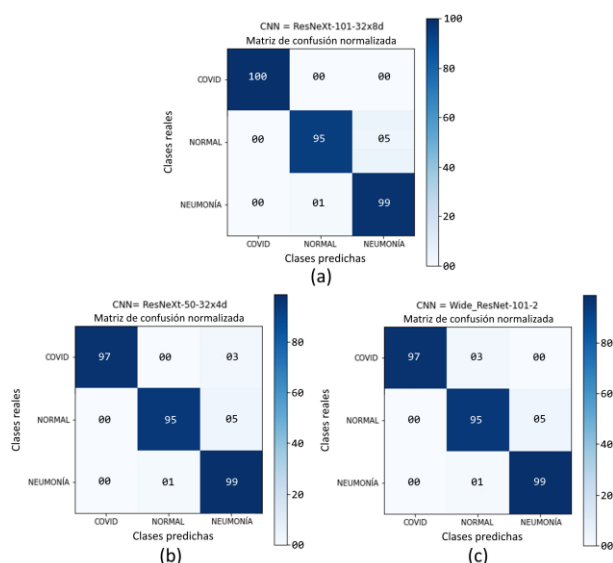 CNN = ResNeXt-101-32x8d
Matriz de confusión normalizada
100
80
60
40
20
00
Clases reales
COVID 100 00 00
NORMAL 00 95 05
NEUMONÍA 00 01 99
COVID NORMAL NEUMONÍA
Clases predichas
(a)
CNN= ResNeXt-50-32x4d
Matriz de confusión normalizada
80
60
40
20
00
Clases reales
COVID 97 00 03
NORMAL 00 95 05
NEUMONÍA 00 01 99
COVID NORMAL NEUMONÍA
Clases predichas
(b)
CNN = Wide_ResNet-101-2
Matriz de confusión normalizada
80
60
40
20
00
Clases reales
COVID 97 03 00
NORMAL 00 95 05
NEUMONÍA 00 01 99
COVID NORMAL NEUMONÍA
Clases predichas
(c)